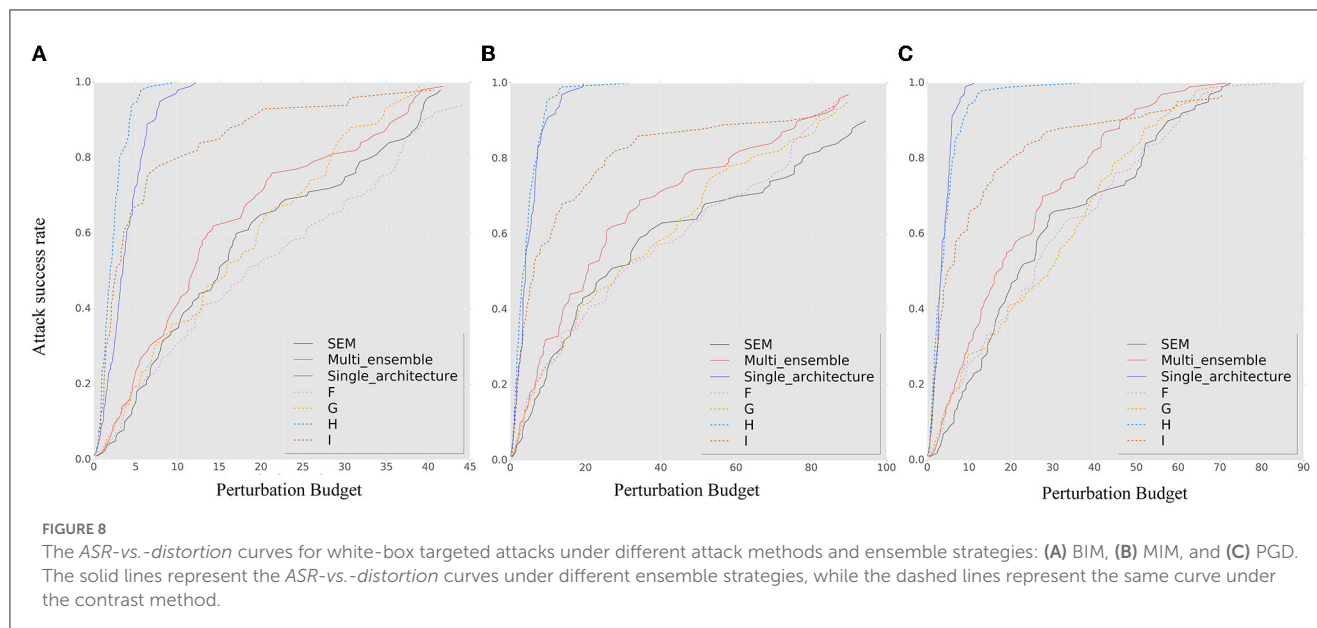 A
B
C
Attack success rate
1.0
0.8
0.6
0.4
0.2
0.0
SEM
Multi_ensemble
Single_architecture
F
G
H
I
0 5 10 15 20 25 30 35 40 45
Perturbation Budget
1.0
0.8
0.6
0.4
0.2
0.0
SEM
Multi_ensemble
Single_architecture
F
G
H
I
0 20 40 60 80 100
Perturbation Budget
1.0
0.8
0.6
0.4
0.2
0.0
SEM
Multi_ensemble
Single_architecture
F
G
H
I
0 10 20 30 40 50 60 70 80 90
Perturbation Budget
FIGURE 8
The ASR-vs.-distortion curves for white-box targeted attacks under different attack methods and ensemble strategies: (A) BIM, (B) MIM, and (C) PGD.
The solid lines represent the ASR-vs.-distortion curves under different ensemble strategies, while the dashed lines represent the same curve under
the contrast method.